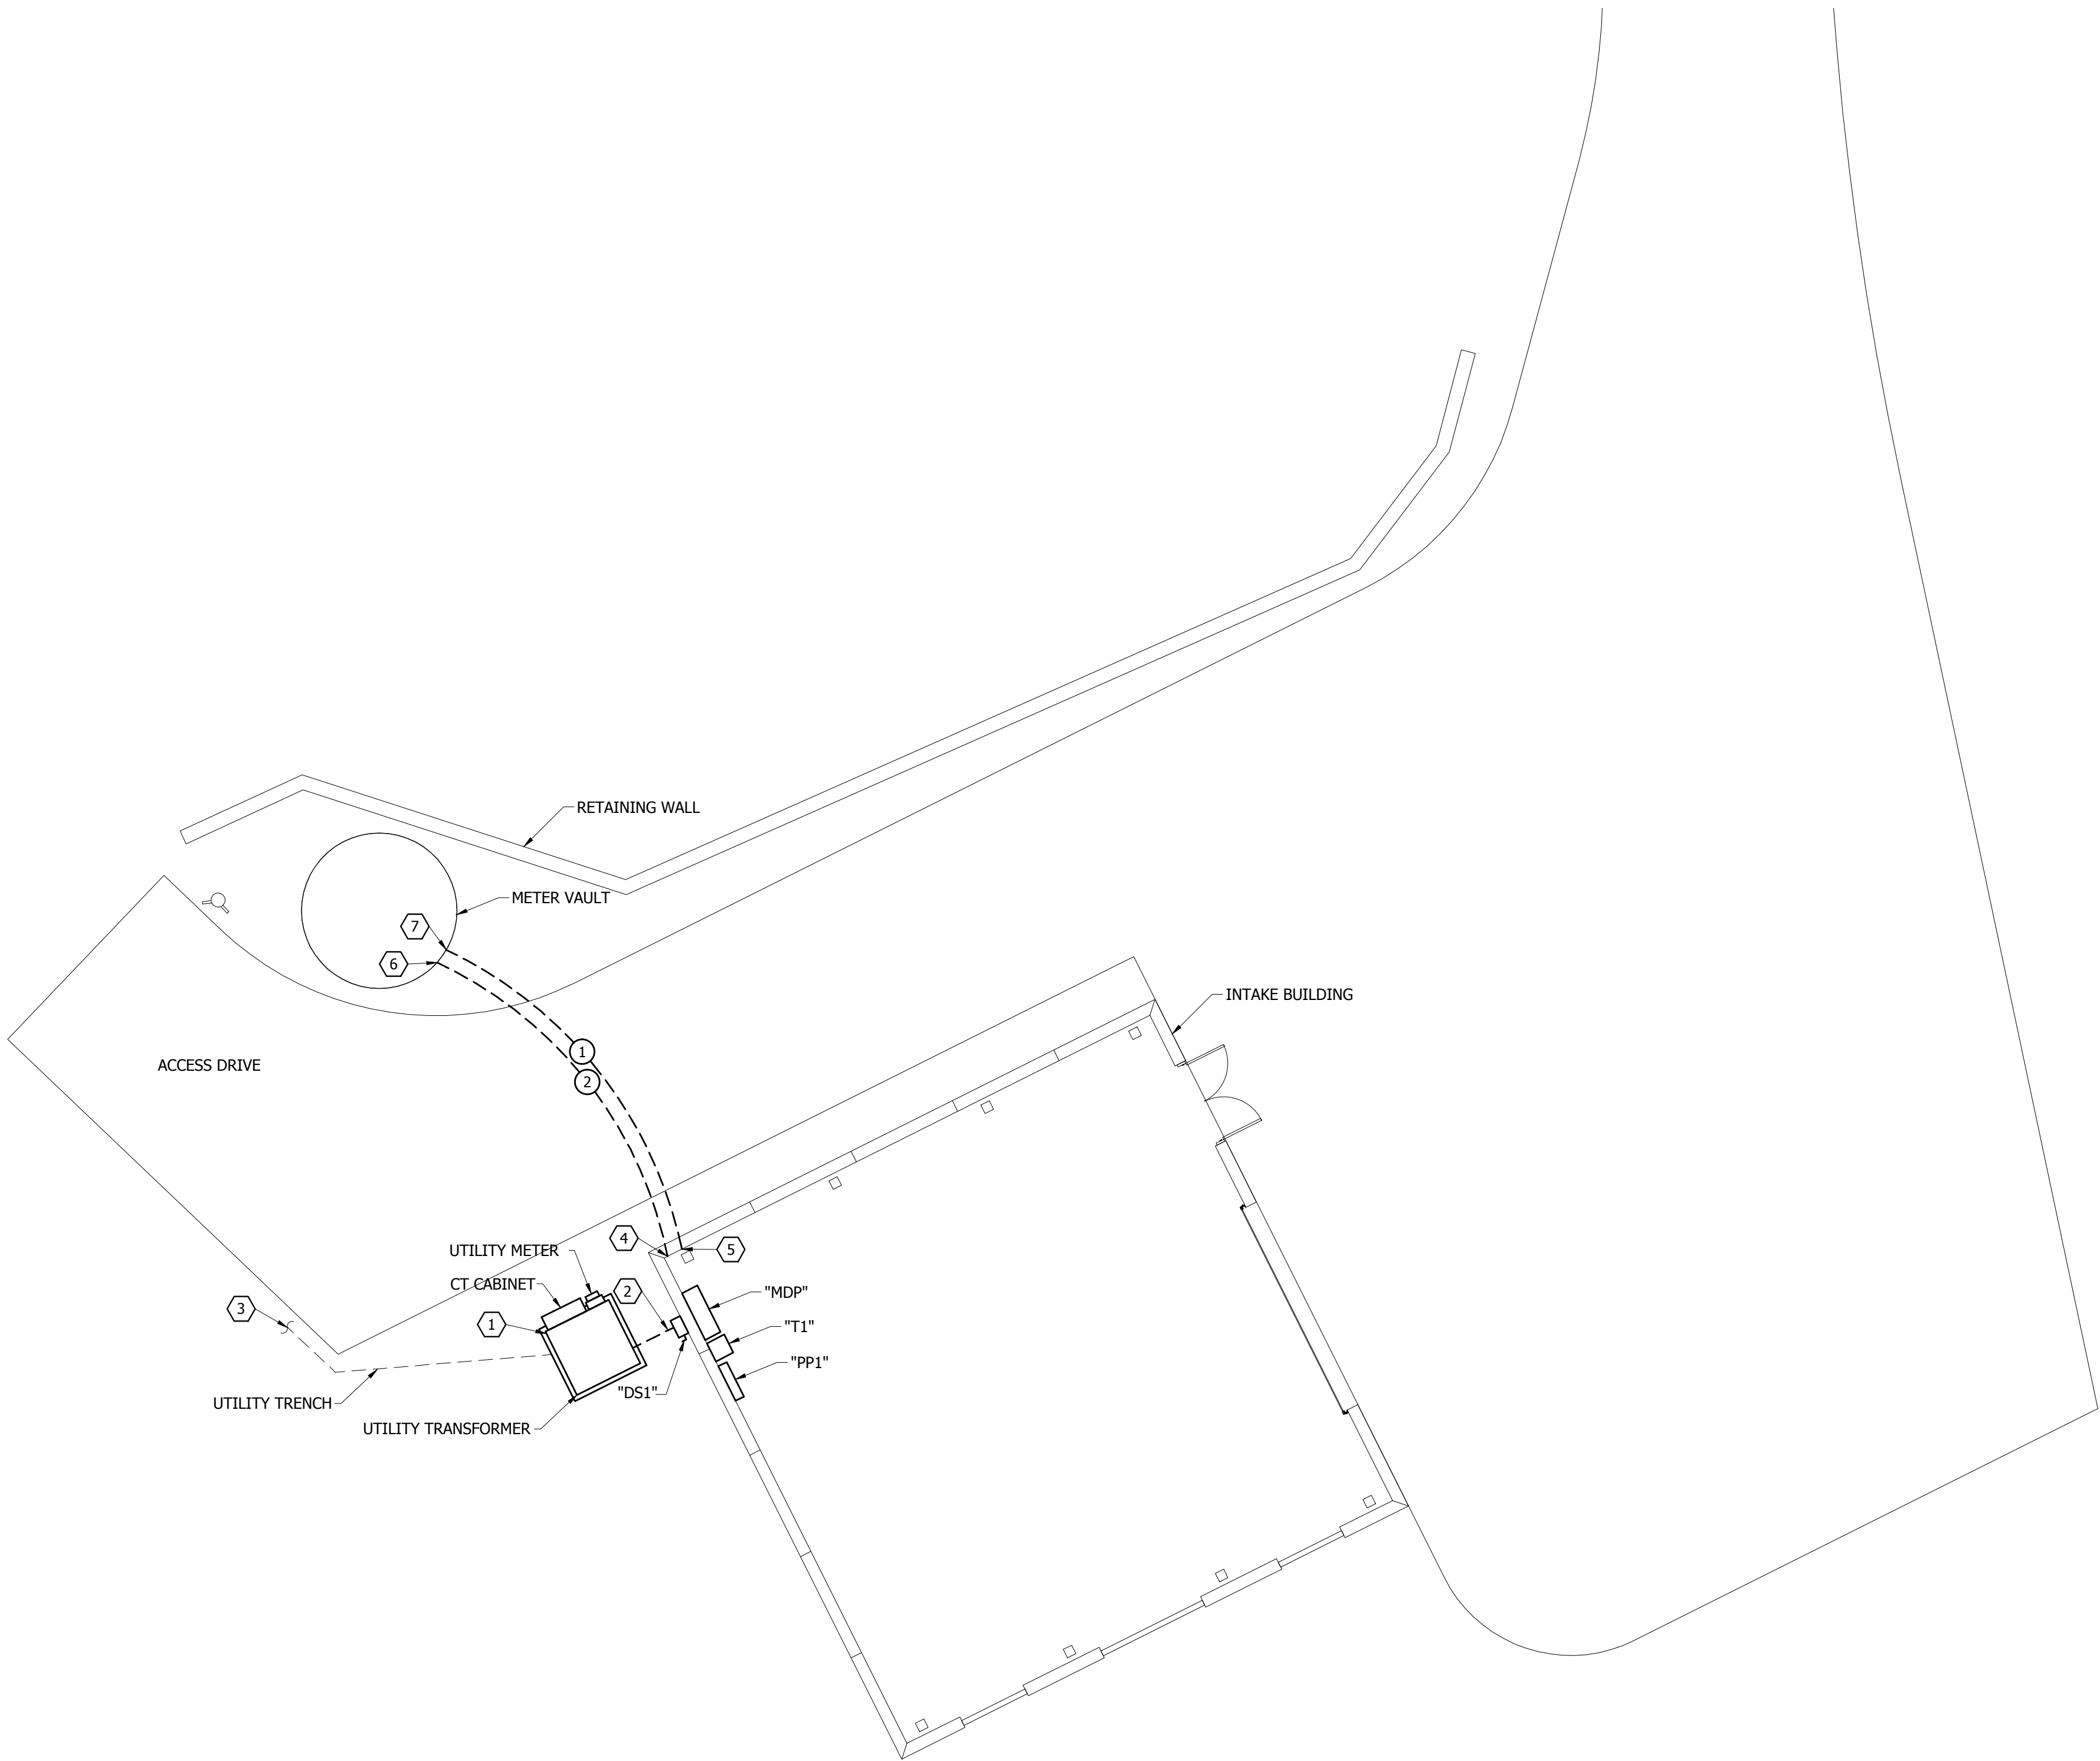 RETAINING WALL
METER VAULT
7
6
INTAKE BUILDING
1
ACCESS DRIVE
2
4
UTILITY METER
5
CT CABINET
2
"MDP"
3
1
"T1"
"PP1"
"DS1"
UTILITY TRENCH
UTILITY TRANSFORMER